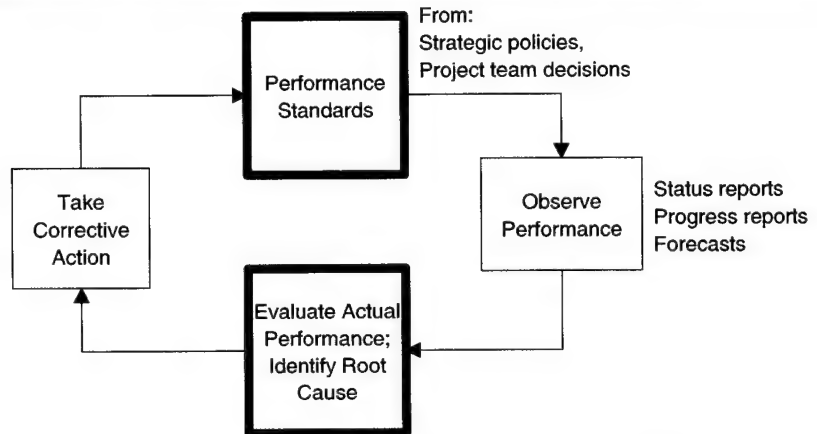 From:
Strategic policies,
Project team decisions
Performance
Standards
Observe
Performance
Status reports
Progress reports
Forecasts
Evaluate Actual
Performance;
Identify Root
Cause
Take
Corrective
Action